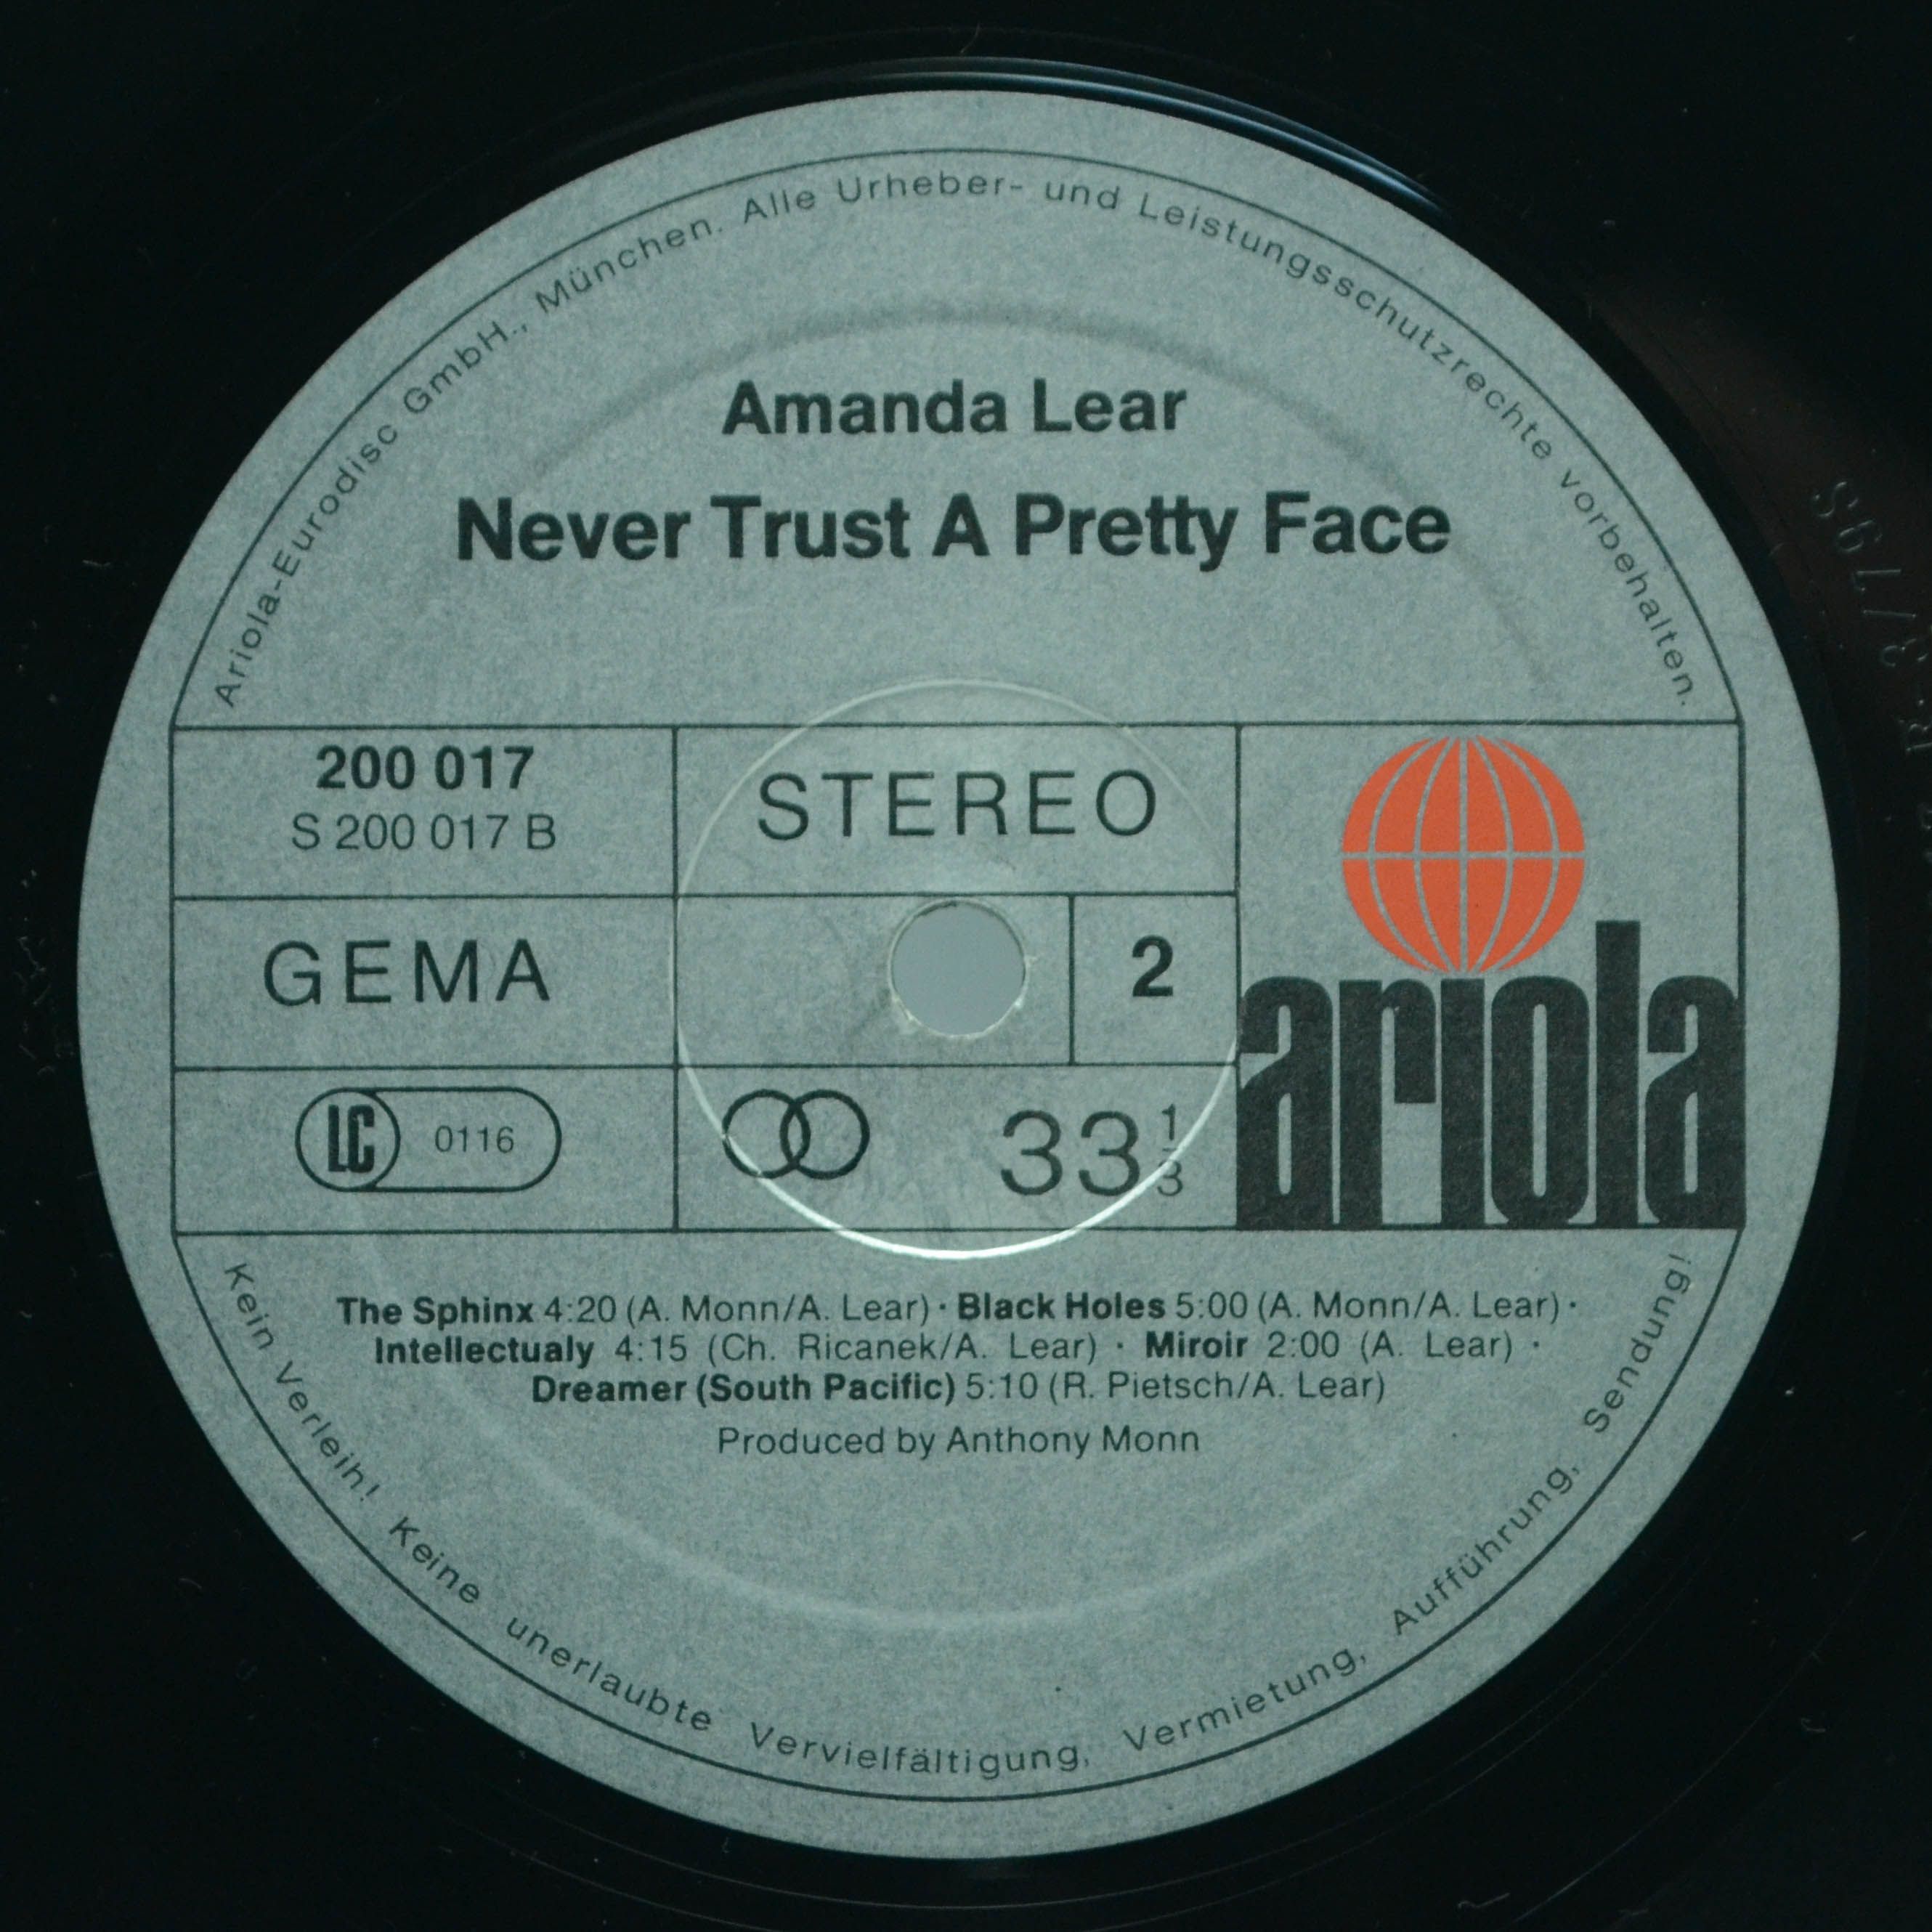 Ariola-Eurodisc GmbH., München. Alle Urheber- und Leistungsschutzrechte vorbehalten.
Amanda Lear
Never Trust A Pretty Face
200 017
S 200 017 B
STEREO
GEMA
2
LC 0116
33 1/3
ariola
The Sphinx 4:20 (A. Monn/A. Lear) · Black Holes 5:00 (A. Monn/A. Lear) ·
Intellectualy 4:15 (Ch. Ricanek/A. Lear) · Miroir 2:00 (A. Lear) ·
Dreamer (South Pacific) 5:10 (R. Pietsch/A. Lear)
Produced by Anthony Monn
Kein Verleih! Keine unerlaubte Vervielfältigung, Vermietung, Aufführung, Sendung!